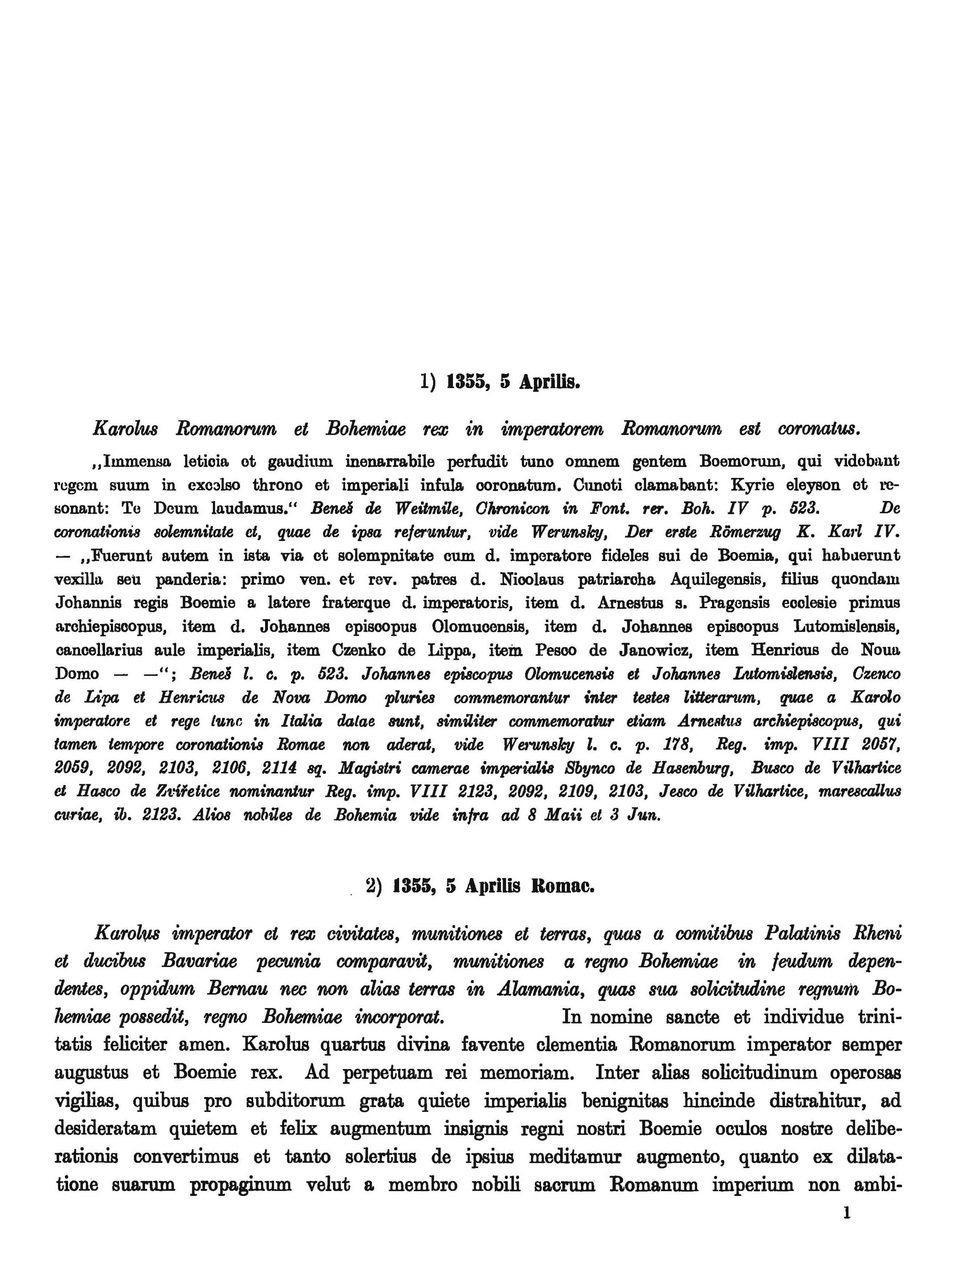 1) 1355, 5 Aprilis.
Karolus Romanorum et Bohemiae rex in imperatorem Romanorum est coronatus.
„Immensa leticia et gaudium inenarrabile perfudit tunc omnem gentem Boemorum, qui videbant
regem suum in excelso throno et imperiali infula coronatum. Cuncti clamabant: Kyrie eleyson et re-
sonant: Te Deum laudamus.“ Beneš de Weitmile, Chronicon in Font. rer. Boh. IV p. 523. De
coronationis solemnitate et, quae de ipsa referuntur, vide Werunsky, Der erste Römerzug K. Karl IV.
— „Fuerunt autem in ista via et solempnitate cum d. imperatore fideles sui de Boemia, qui habuerunt
vexilla seu panderia: primo ven. et rev. patres d. Nicolaus patriarcha Aquilegensis, filius quondam
Johannis regis Boemie a latere fraterque d. imperatoris, item d. Arnestus s. Pragensis ecclesie primus
archiepiscopus, item d. Johannes episcopus Olomucensis, item d. Johannes episcopus Lutomislensis,
cancellarius aule imperialis, item Czenko de Lippa, item Pesco de Janowicz, item Henricus de Noua
Domo — —“; Beneš l. c. p. 523. Johannes episcopus Olomucensis et Johannes Lutomislensis, Czenco
de Lipa et Henricus de Nova Domo pluries commemorantur inter testes litterarum, quae a Karolo
imperatore et rege tunc in Italia datae sunt, similiter commemoratur etiam Arnestus archiepiscopus, qui
tamen tempore coronationis Romae non aderat, vide Werunsky l. c. p. 178, Reg. imp. VIII 2057,
2059, 2092, 2103, 2106, 2114 sq. Magistri camerae imperialis Sbynco de Hasenburg, Busco de Vilhartice
et Hasco de Zvířetice nominantur Reg. imp. VIII 2123, 2092, 2109, 2103, Jesco de Vilhartice, marescallus
curiae, ib. 2123. Alios nobiles de Bohemia vide infra ad 8 Maii et 3 Jun.
2) 1355, 5 Aprilis Romae.
Karolus imperator et rex civitates, munitiones et terras, quas a comitibus Palatinis Rheni
et ducibus Bavariae pecunia comparavit, munitiones a regno Bohemiae in feudum depen-
dentes, oppidum Bernau nec non alias terras in Alamania, quas sua solicitudine regnum Bo-
hemiae possedit, regno Bohemiae incorporat. In nomine sancte et individue trini-
tatis feliciter amen. Karolus quartus divina favente clementia Romanorum imperator semper
augustus et Boemie rex. Ad perpetuam rei memoriam. Inter alias solicitudinum operosas
vigilias, quibus pro subditorum grata quiete imperialis benignitas hincinde distrahitur, ad
desideratam quietem et felix augmentum insignis regni nostri Boemie oculos nostre delibe-
rationis convertimus et tanto solertius de ipsius meditamur augmento, quanto ex dilata-
tione suarum propaginum velut a membro nobili sacrum Romanum imperium non ambi-
1